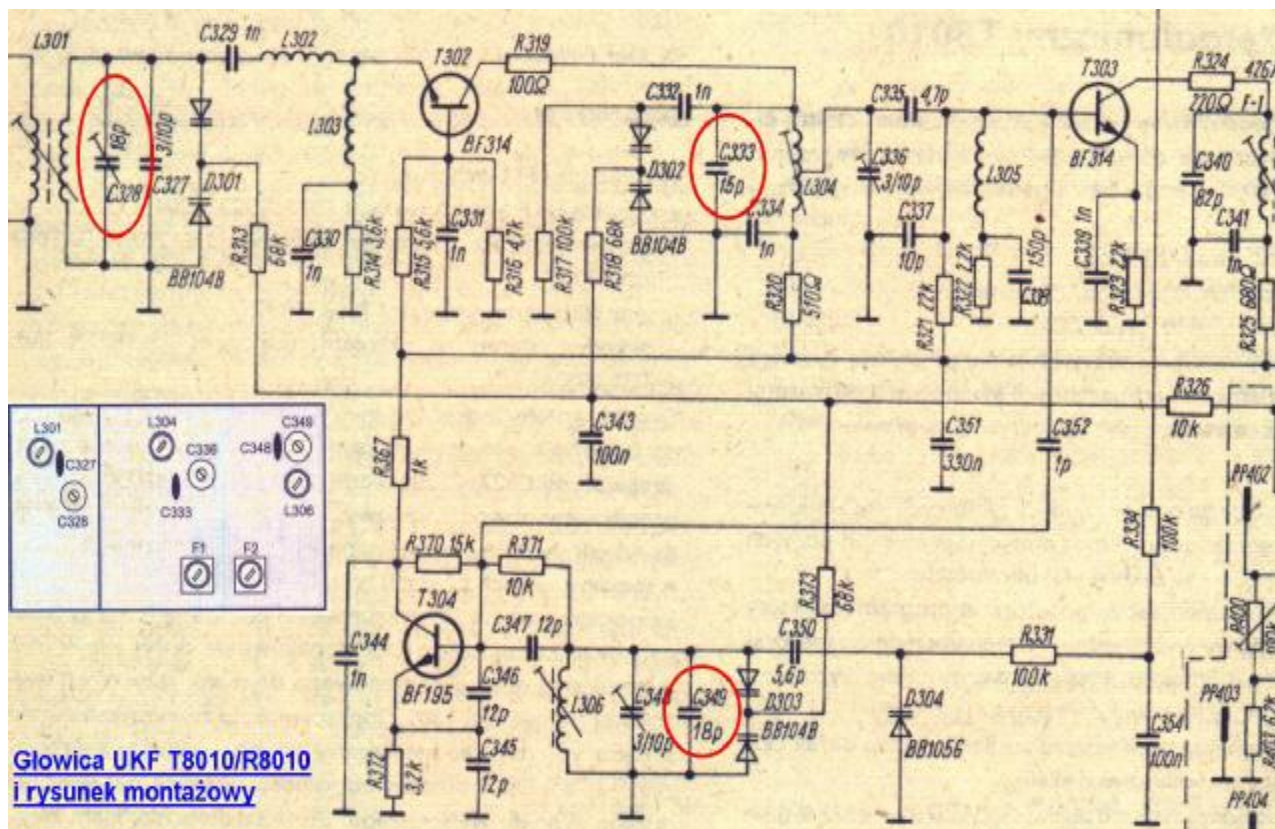 L301
C329 1n
L302
T302
R319
100Ω
BF314
18p
C328
3/10p
C327
D301
BB104B
R313
68k
L303
C330
1n
R314 3,6k
R315 5,6k
C331
1n
R316 4,7k
R317 100k
R318 68k
C332 1n
D302
BB104B
C333
15p
C334
1n
L304
R320
510Ω
C335 4,7p
C336
3/10p
C337
10p
R321 22k
L305
R322 2,2k
150p
T303
BF314
C339 1n
R323 2,2k
R324
220Ω
F-1
C340
82p
C341
1n
R325 680Ω
R326
10k
C343
100n
R367
1k
C351
330n
C352
1p
R334
100k
PP402
R370 15k
R371
10k
T304
BF195
C344
1n
C347 12p
C346
12p
C345
12p
R372
3,2k
L306
C348
3/10p
C349
18p
D303
BB104B
C350
5,6p
R373
68k
D304
BB105G
R331
100k
C354
100n
R400
PP403
PP404
L301
C327
C328
L304
C336
C333
C348
C349
L306
F1
F2
Głowica UKF T8010/R8010
i rysunek montażowy